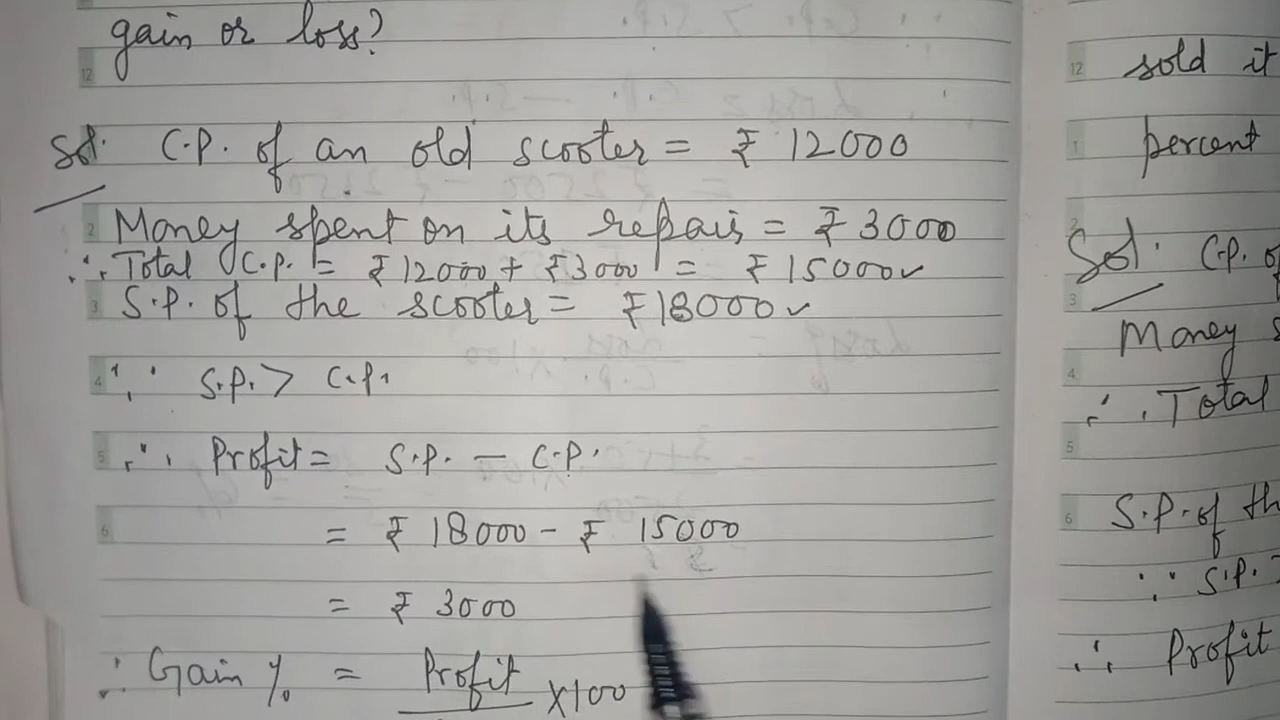 gain or loss?
Sol. C.P. of an old scooter = ₹ 12000
Money spent on its repairs = ₹ 3000
∴ Total C.P. = ₹ 12000 + ₹ 3000 = ₹ 15000 ✓
S.P. of the scooter = ₹ 18000 ✓
∵ S.P. > C.P.
∴ Profit = S.P. – C.P.
= ₹ 18000 – ₹ 15000
= ₹ 3000
∴ Gain % = Profit × 100
sold it
percent
Sol. C.P. of
Money
∴ Total
S.P. of th
∵ S.P.
∴ Profit